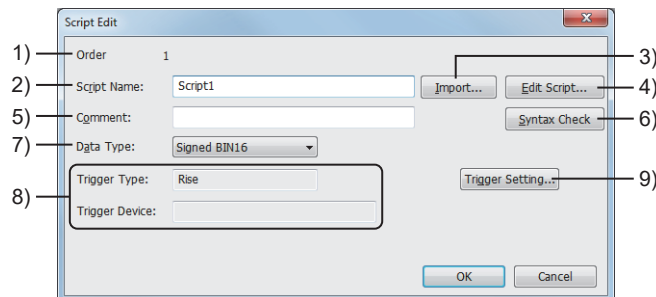 Script Edit
1) Order 1 3)
2) Script Name: Script1 Import... Edit Script... 4)
5) Comment: Syntax Check 6)
7) Data Type: Signed BIN16
8) Trigger Type: Rise Trigger Setting... 9)
Trigger Device:
OK Cancel